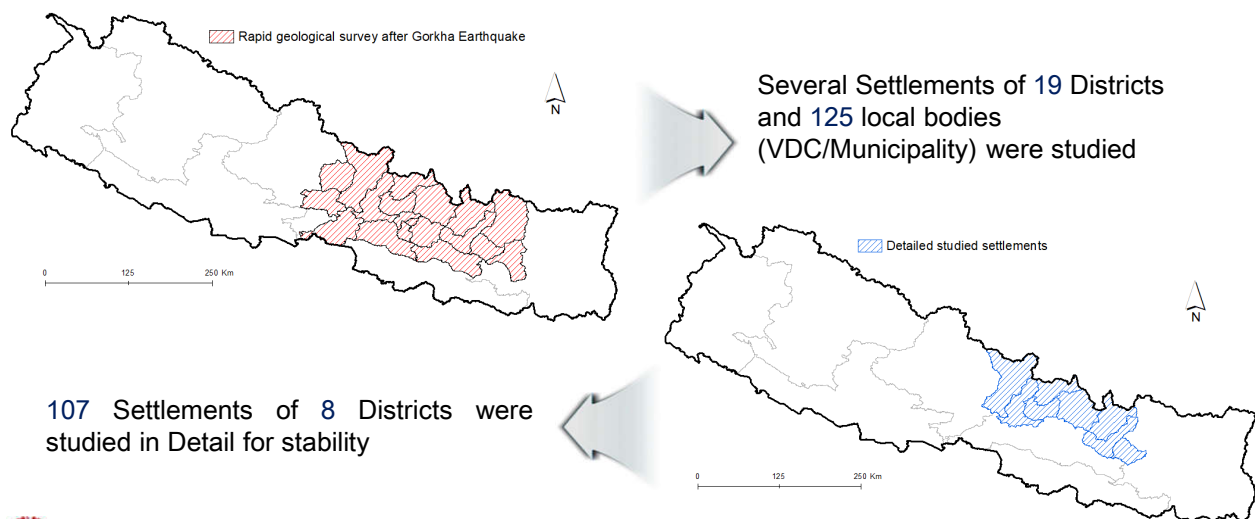 Rapid geological survey after Gorkha Earthquake
N
0 125 250 Km
Several Settlements of 19 Districts
and 125 local bodies
(VDC/Municipality) were studied
Detailed studied settlements
N
0 125 250 Km
107 Settlements of 8 Districts were
studied in Detail for stability